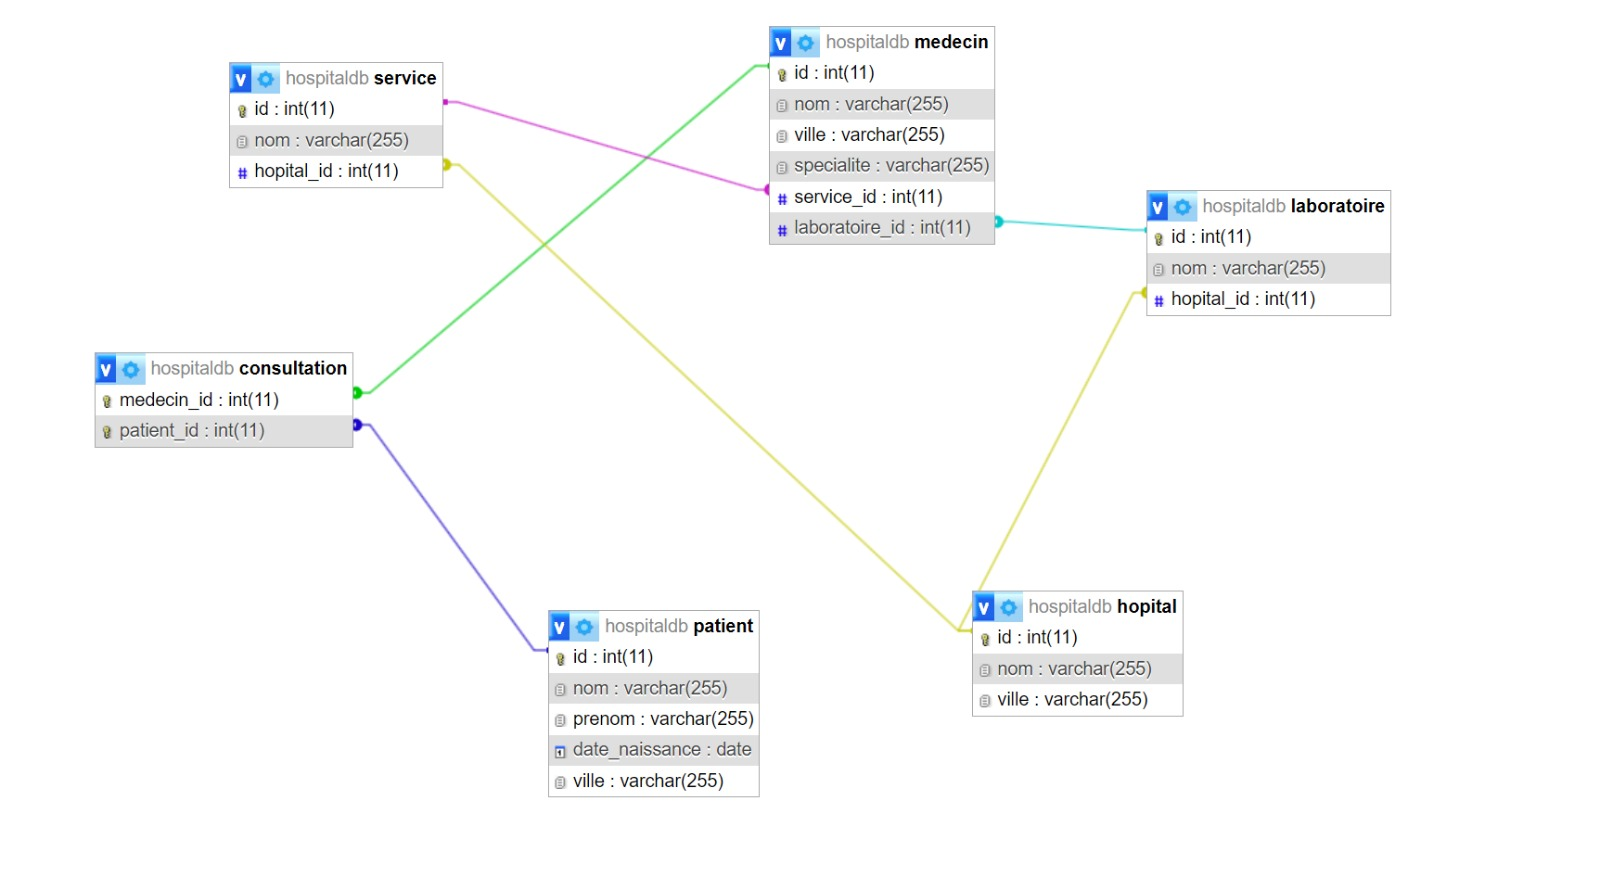 hospitaldb service
id : int(11)
nom : varchar(255)
hopital_id : int(11)
hospitaldb medecin
id : int(11)
nom : varchar(255)
ville : varchar(255)
specialite : varchar(255)
service_id : int(11)
laboratoire_id : int(11)
hospitaldb laboratoire
id : int(11)
nom : varchar(255)
hopital_id : int(11)
hospitaldb consultation
medecin_id : int(11)
patient_id : int(11)
hospitaldb patient
id : int(11)
nom : varchar(255)
prenom : varchar(255)
date_naissance : date
ville : varchar(255)
hospitaldb hopital
id : int(11)
nom : varchar(255)
ville : varchar(255)